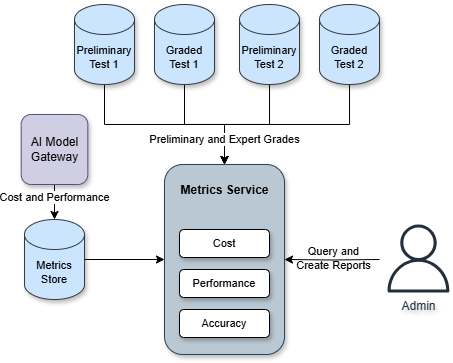 Preliminary
Test 1
Graded
Test 1
Preliminary
Test 2
Graded
Test 2
Preliminary and Expert Grades
AI Model
Gateway
Cost and Performance
Metrics
Store
Metrics Service
Cost
Performance
Accuracy
Query and
Create Reports
Admin